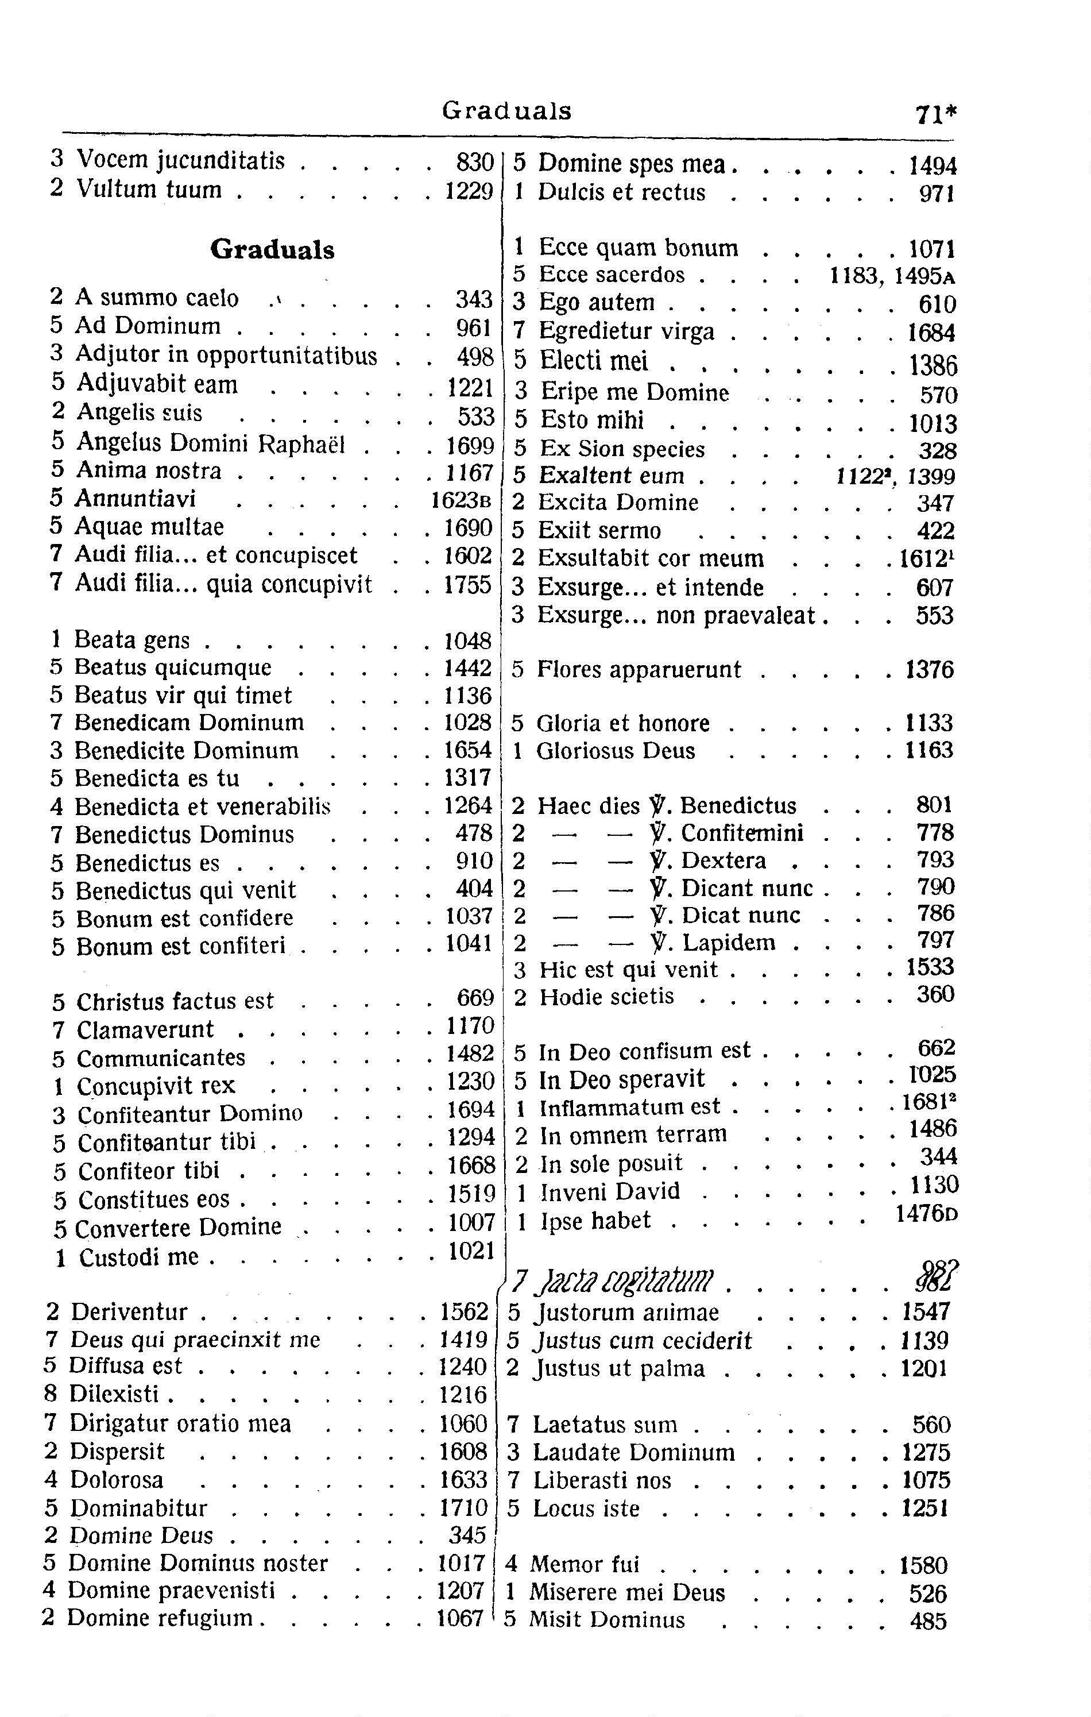 Graduals 71*
3 Vocem jucunditatis . . . . . 830
2 Vultum tuum . . . . . . . 1229
Graduals
2 A summo caelo . . . . . . 343
5 Ad Dominum . . . . . . . 961
3 Adjutor in opportunitatibus . . 498
5 Adjuvabit eam . . . . . . 1221
2 Angelis suis . . . . . . . 533
5 Angelus Domini Raphaël . . . 1699
5 Anima nostra . . . . . . . 1167
5 Annuntiavi . . . . . . 1623B
5 Aquae multae . . . . . . 1690
7 Audi filia... et concupiscet . . 1602
7 Audi filia... quia concupivit . . 1755
1 Beata gens . . . . . . . . 1048
5 Beatus quicumque . . . . . 1442
5 Beatus vir qui timet . . . . 1136
7 Benedicam Dominum . . . . 1028
3 Benedicite Dominum . . . . 1654
5 Benedicta es tu . . . . . . 1317
4 Benedicta et venerabilis . . . 1264
7 Benedictus Dominus . . . . 478
5 Benedictus es . . . . . . . 910
5 Benedictus qui venit . . . . 404
5 Bonum est confidere . . . . 1037
5 Bonum est confiteri . . . . . 1041
5 Christus factus est . . . . . 669
7 Clamaverunt . . . . . . . 1170
5 Communicantes . . . . . . 1482
1 Concupivit rex . . . . . . 1230
3 Confiteantur Domino . . . . 1694
5 Confiteantur tibi . . . . . . 1294
5 Confiteor tibi . . . . . . . 1668
5 Constitues eos . . . . . . . 1519
5 Convertere Domine . . . . . 1007
1 Custodi me . . . . . . . . 1021
2 Deriventur . . . . . . . . 1562
7 Deus qui praecinxit me . . . 1419
5 Diffusa est . . . . . . . . 1240
8 Dilexisti . . . . . . . . . 1216
7 Dirigatur oratio mea . . . . 1060
2 Dispersit . . . . . . . . 1608
4 Dolorosa . . . . . . . . 1633
5 Dominabitur . . . . . . . 1710
2 Domine Deus . . . . . . . 345
5 Domine Dominus noster . . . 1017
4 Domine praevenisti . . . . . 1207
2 Domine refugium . . . . . . 1067
5 Domine spes mea . . . . . . 1494
1 Dulcis et rectus . . . . . . 971
1 Ecce quam bonum . . . . . 1071
5 Ecce sacerdos . . . . 1183, 1495A
3 Ego autem . . . . . . . . 610
7 Egredietur virga . . . . . . 1684
5 Electi mei . . . . . . . . 1386
3 Eripe me Domine . . . . . 570
5 Esto mihi . . . . . . . . 1013
5 Ex Sion species . . . . . . 328
5 Exaltent eum . . . . 1122², 1399
2 Excita Domine . . . . . . 347
5 Exiit sermo . . . . . . . 422
2 Exsultabit cor meum . . . . 1612¹
3 Exsurge... et intende . . . . 607
3 Exsurge... non praevaleat . . . 553
5 Flores apparuerunt . . . . . 1376
5 Gloria et honore . . . . . . 1133
1 Gloriosus Deus . . . . . . 1163
2 Haec dies ℣. Benedictus . . . 801
2 — — ℣. Confitemini . . . 778
2 — — ℣. Dextera . . . . 793
2 — — ℣. Dicant nunc . . . 790
2 — — ℣. Dicat nunc . . . 786
2 — — ℣. Lapidem . . . . 797
3 Hic est qui venit . . . . . . 1533
2 Hodie scietis . . . . . . . 360
5 In Deo confisum est . . . . . 662
5 In Deo speravit . . . . . . 1025
1 Inflammatum est . . . . . . 1681²
2 In omnem terram . . . . . 1486
2 In sole posuit . . . . . . . 344
1 Inveni David . . . . . . . 1130
1 Ipse habet . . . . . . . 1476D
7 Jacta cogitatum . . . . . . 982
5 Justorum animae . . . . . 1547
5 Justus cum ceciderit . . . . 1139
2 Justus ut palma . . . . . . 1201
7 Laetatus sum . . . . . . . 560
3 Laudate Dominum . . . . . 1275
7 Liberasti nos . . . . . . . 1075
5 Locus iste . . . . . . . . 1251
4 Memor fui . . . . . . . . 1580
1 Miserere mei Deus . . . . . 526
5 Misit Dominus . . . . . . 485